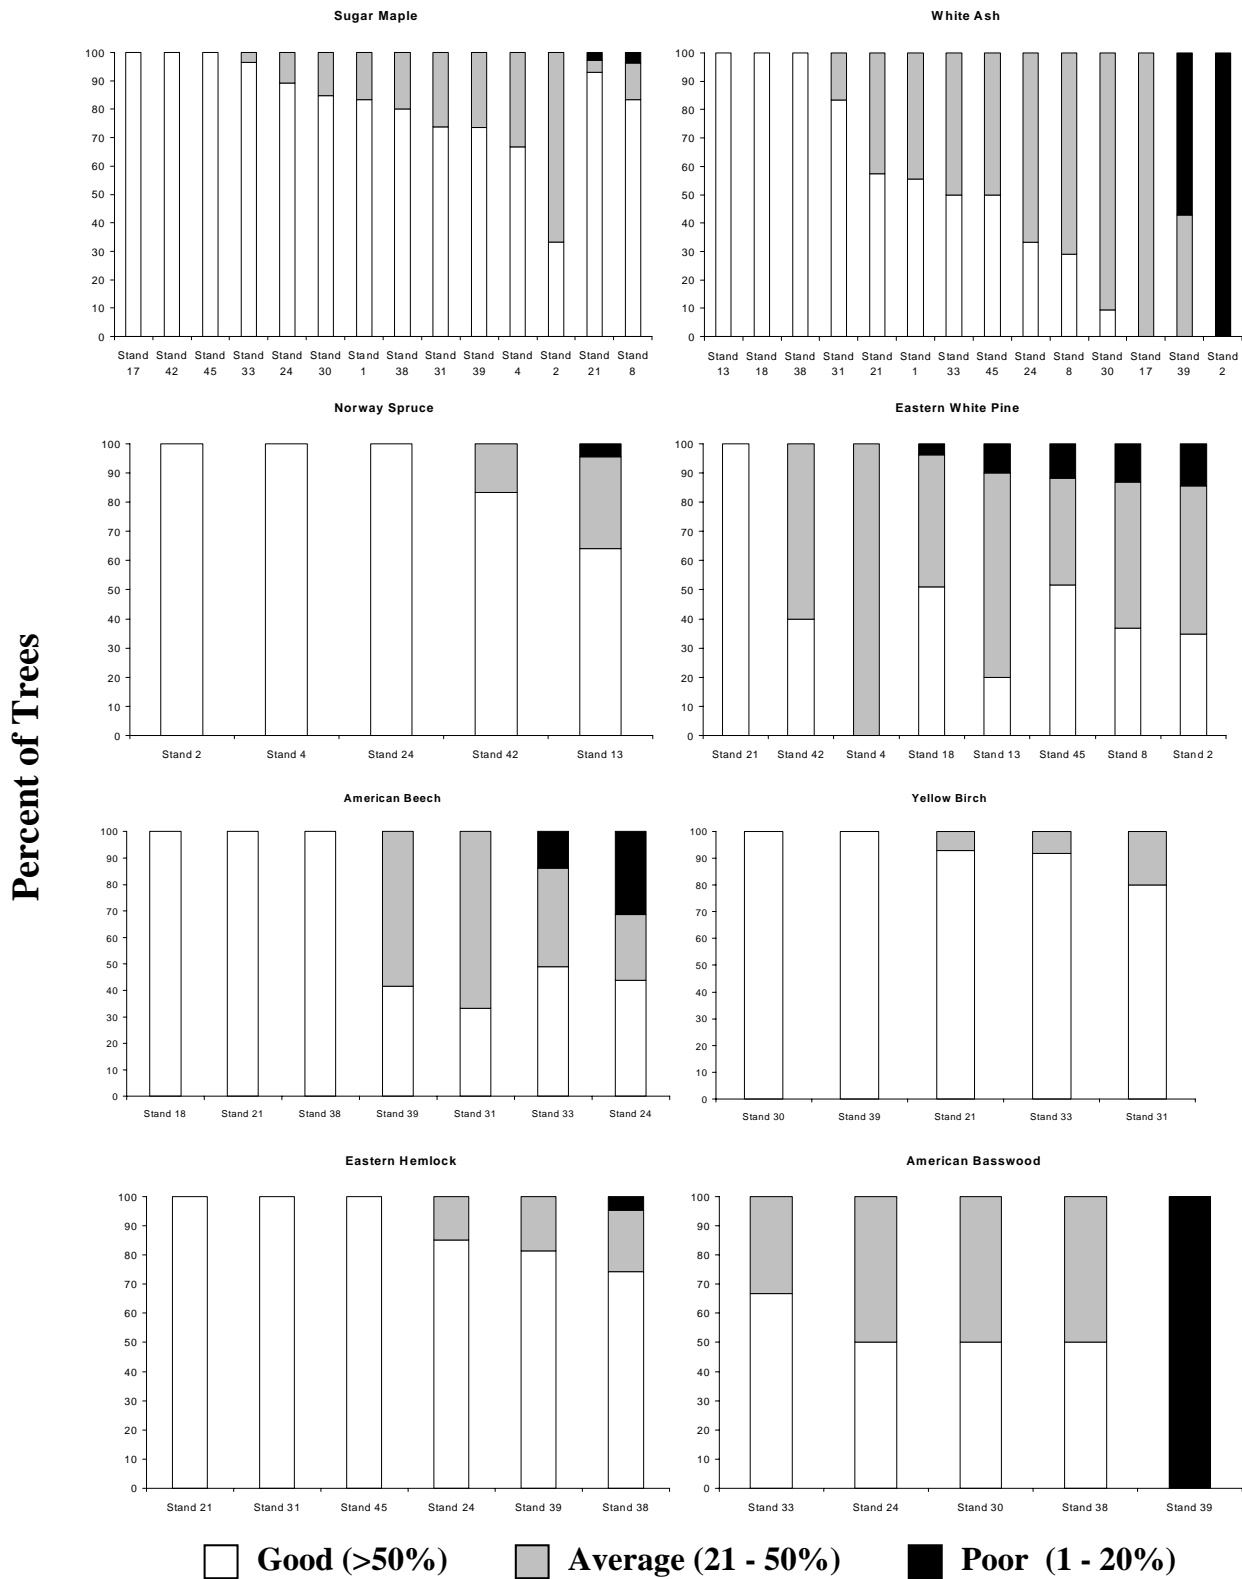 Percent of Trees
Sugar Maple
100
90
80
70
60
50
40
30
20
10
0
Stand 17
Stand 42
Stand 45
Stand 33
Stand 24
Stand 30
Stand 1
Stand 38
Stand 31
Stand 39
Stand 4
Stand 2
Stand 21
Stand 8
White Ash
100
90
80
70
60
50
40
30
20
10
0
Stand 13
Stand 18
Stand 38
Stand 31
Stand 21
Stand 1
Stand 33
Stand 45
Stand 24
Stand 8
Stand 30
Stand 17
Stand 39
Stand 2
Norway Spruce
100
90
80
70
60
50
40
30
20
10
0
Stand 2
Stand 4
Stand 24
Stand 42
Stand 13
Eastern White Pine
100
90
80
70
60
50
40
30
20
10
0
Stand 21
Stand 42
Stand 4
Stand 18
Stand 13
Stand 45
Stand 8
Stand 2
American Beech
100
90
80
70
60
50
40
30
20
10
0
Stand 18
Stand 21
Stand 38
Stand 39
Stand 31
Stand 33
Stand 24
Yellow Birch
100
90
80
70
60
50
40
30
20
10
0
Stand 30
Stand 39
Stand 21
Stand 33
Stand 31
Eastern Hemlock
100
90
80
70
60
50
40
30
20
10
0
Stand 21
Stand 31
Stand 45
Stand 24
Stand 39
Stand 38
American Basswood
100
90
80
70
60
50
40
30
20
10
0
Stand 33
Stand 24
Stand 30
Stand 38
Stand 39
Good (>50%)
Average (21 - 50%)
Poor (1 - 20%)